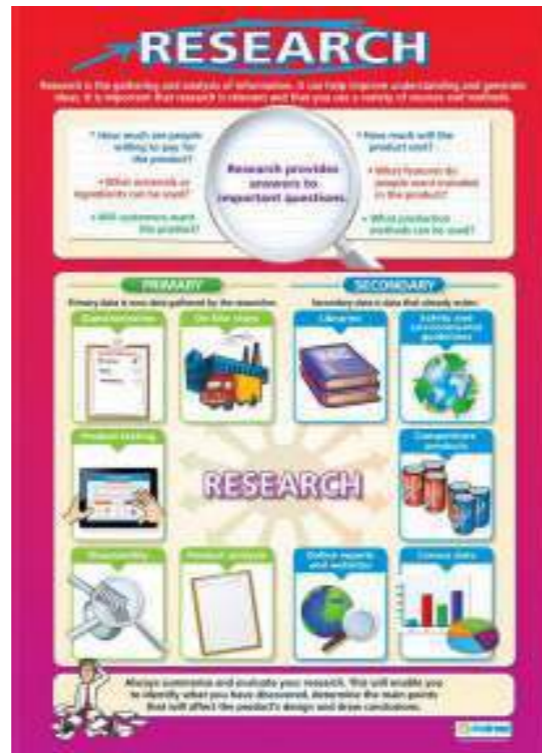 RESEARCH
Research is the gathering and analysis of information. It can help improve understanding and generate
ideas. It is important that research is relevant and that you use a variety of sources and methods.
• How much are people
willing to pay for
the product?
• What materials or
ingredients can be used?
• Will customers want
this product?
Research provides
answers to
important questions.
• How much will the
product cost?
• What features do
people want included
in the product?
• What production
methods can be used?
PRIMARY
Primary data is new data gathered by the researcher.
SECONDARY
Secondary data is data that already exists.
Questionnaires
On-site visits
Libraries
Safety and
environmental
guidelines
Product testing
Competitors'
products
RESEARCH
Disassembly
Product analysis
Online reports
and websites
Census data
Always summarise and evaluate your research. This will enable you
to identify what you have discovered, determine the main points
that will affect the product's design and draw conclusions.